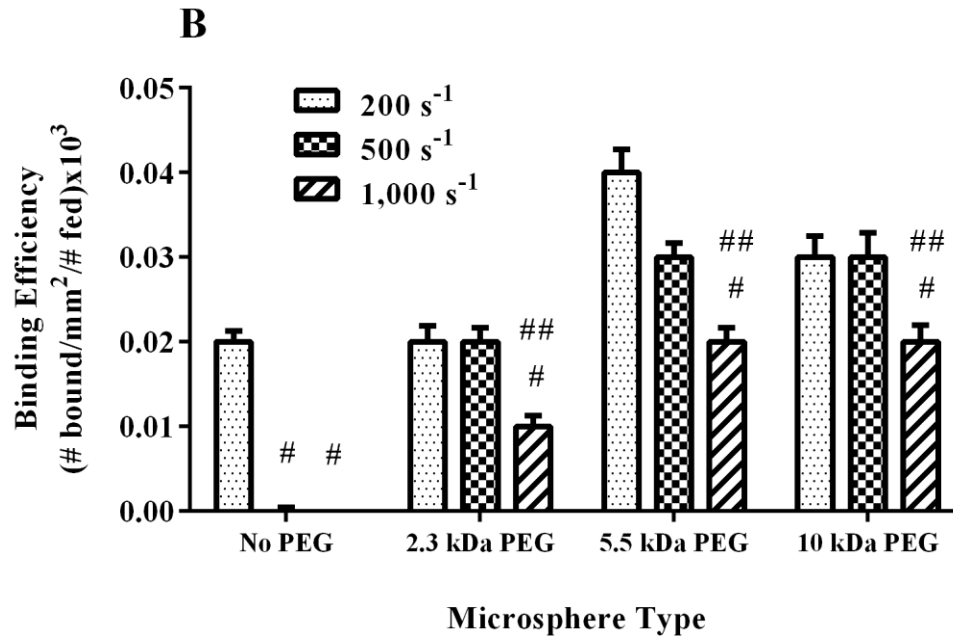 B
0.05
0.04
0.03
0.02
0.01
0.00
Binding Efficiency
(# bound/mm²/# fed)x10³
200 s⁻¹
500 s⁻¹
1,000 s⁻¹
# #
##
#
##
#
##
#
No PEG 2.3 kDa PEG 5.5 kDa PEG 10 kDa PEG
Microsphere Type